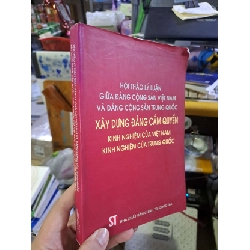 HỘI THẢO LÝ LUẬN
GIỮA ĐẢNG CỘNG SẢN VIỆT NAM
VÀ ĐẢNG CỘNG SẢN TRUNG QUỐC
XÂY DỰNG ĐẢNG CẦM QUYỀN
KINH NGHIỆM CỦA VIỆT NAM
KINH NGHIỆM CỦA TRUNG QUỐC
ST